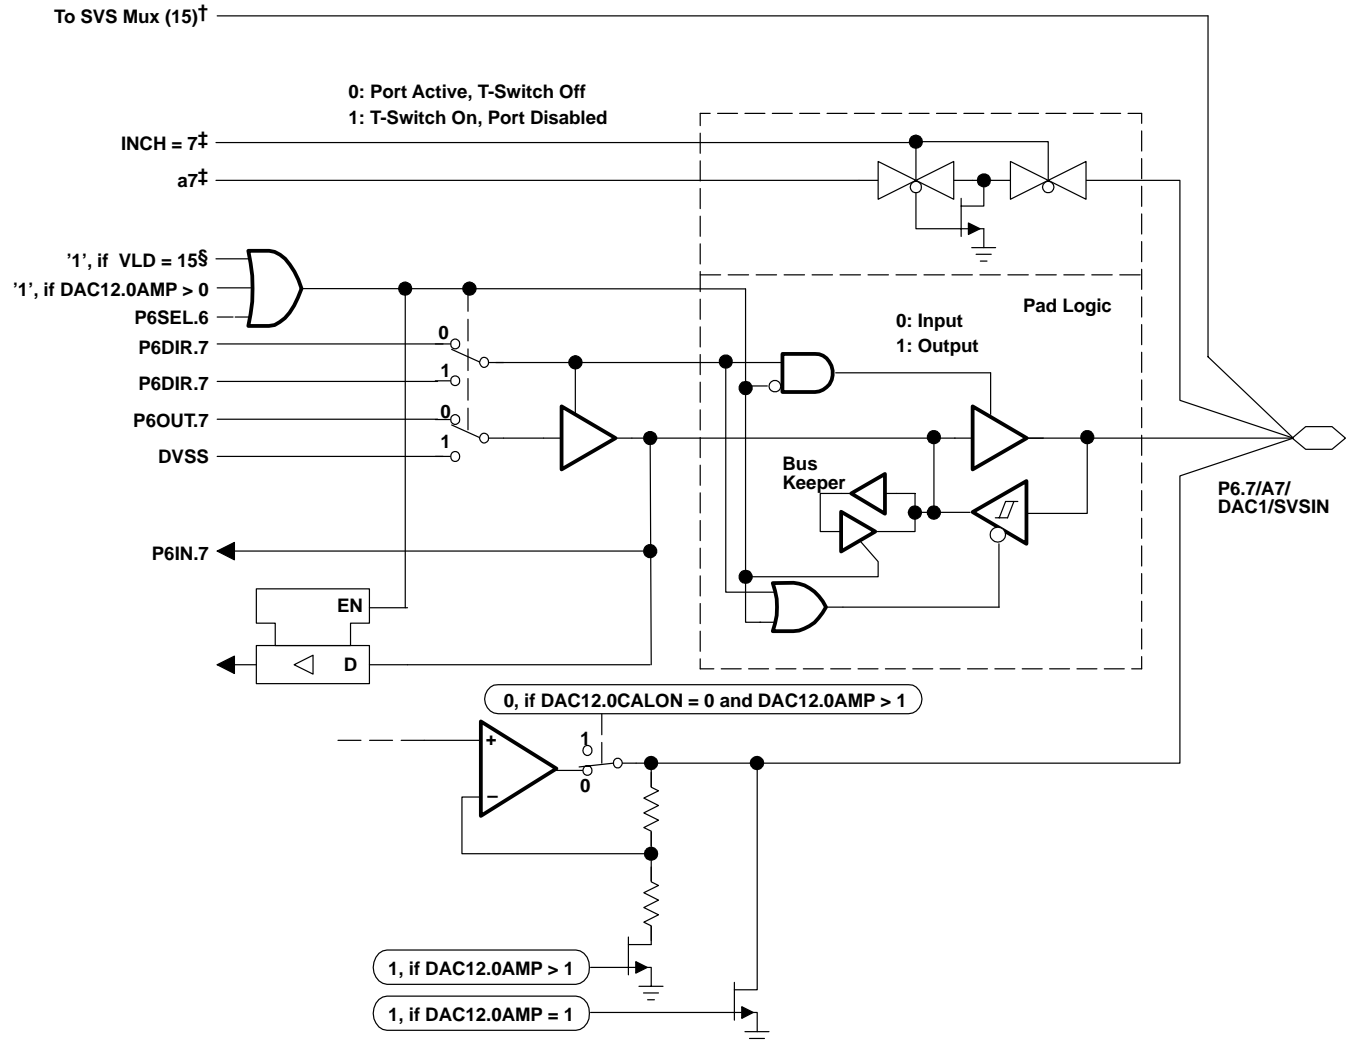 To SVS Mux (15)†
0: Port Active, T-Switch Off
1: T-Switch On, Port Disabled
INCH = 7‡
a7‡
'1', if VLD = 15§
'1', if DAC12.0AMP > 0
P6SEL.6
P6DIR.7
0
P6DIR.7
1
P6OUT.7
0
DVSS
1
Pad Logic
0: Input
1: Output
Bus
Keeper
P6.7/A7/
DAC1/SVSIN
P6IN.7
EN
D
0, if DAC12.0CALON = 0 and DAC12.0AMP > 1
+
−
1
0
1, if DAC12.0AMP > 1
1, if DAC12.0AMP = 1